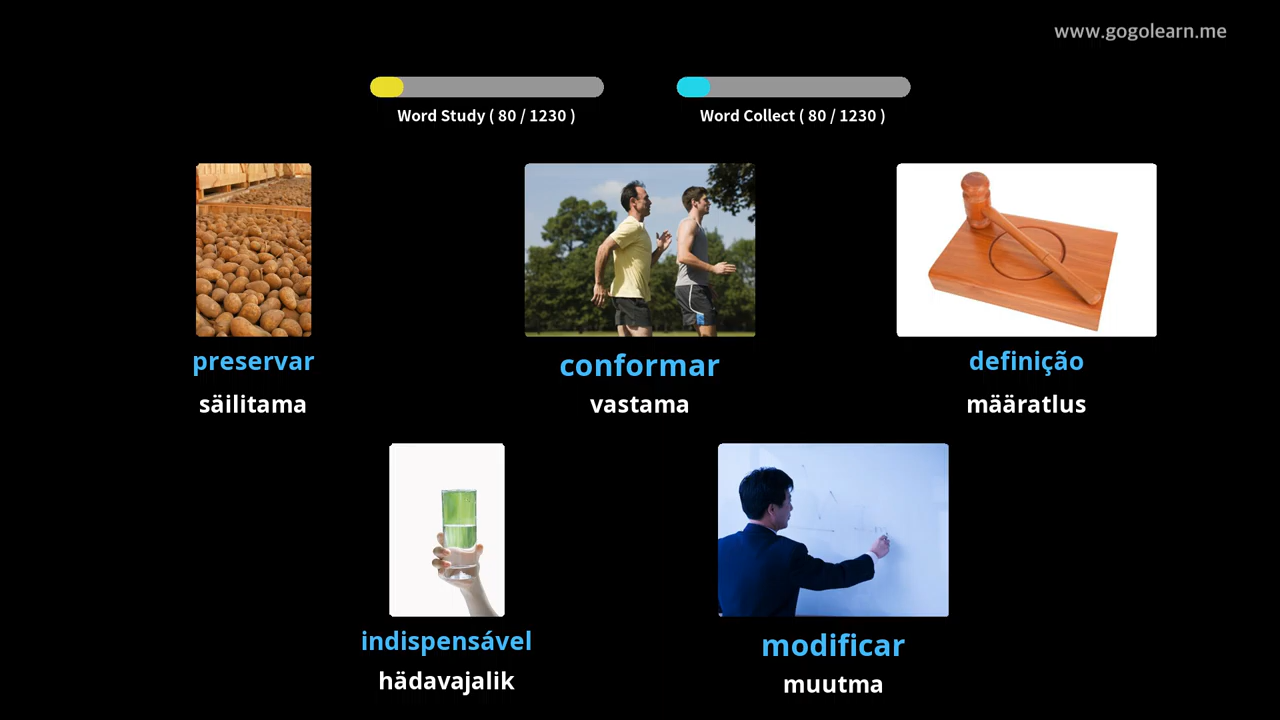 www.gogolearn.me
Word Study ( 80 / 1230 )
Word Collect ( 80 / 1230 )
preservar
säilitama
conformar
vastama
definição
määratlus
indispensável
hädavajalik
modificar
muutma